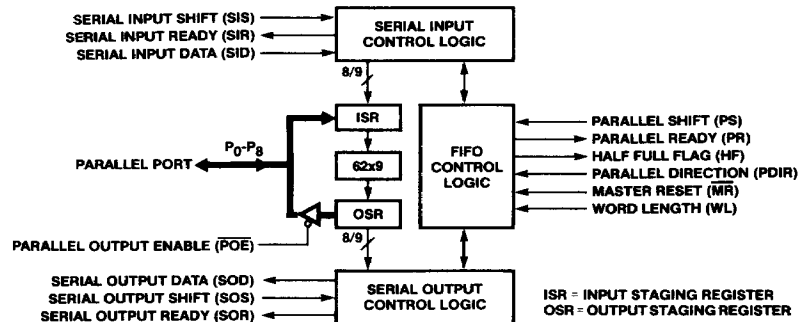 SERIAL INPUT SHIFT (SIS)
SERIAL INPUT READY (SIR)
SERIAL INPUT DATA (SID)
SERIAL INPUT
CONTROL LOGIC
8/9
ISR
P0-P8
PARALLEL PORT
62x9
OSR
8/9
PARALLEL OUTPUT ENABLE (POE)
FIFO
CONTROL
LOGIC
PARALLEL SHIFT (PS)
PARALLEL READY (PR)
HALF FULL FLAG (HF)
PARALLEL DIRECTION (PDIR)
MASTER RESET (MR)
WORD LENGTH (WL)
SERIAL OUTPUT DATA (SOD)
SERIAL OUTPUT SHIFT (SOS)
SERIAL OUTPUT READY (SOR)
SERIAL OUTPUT
CONTROL LOGIC
ISR = INPUT STAGING REGISTER
OSR = OUTPUT STAGING REGISTER